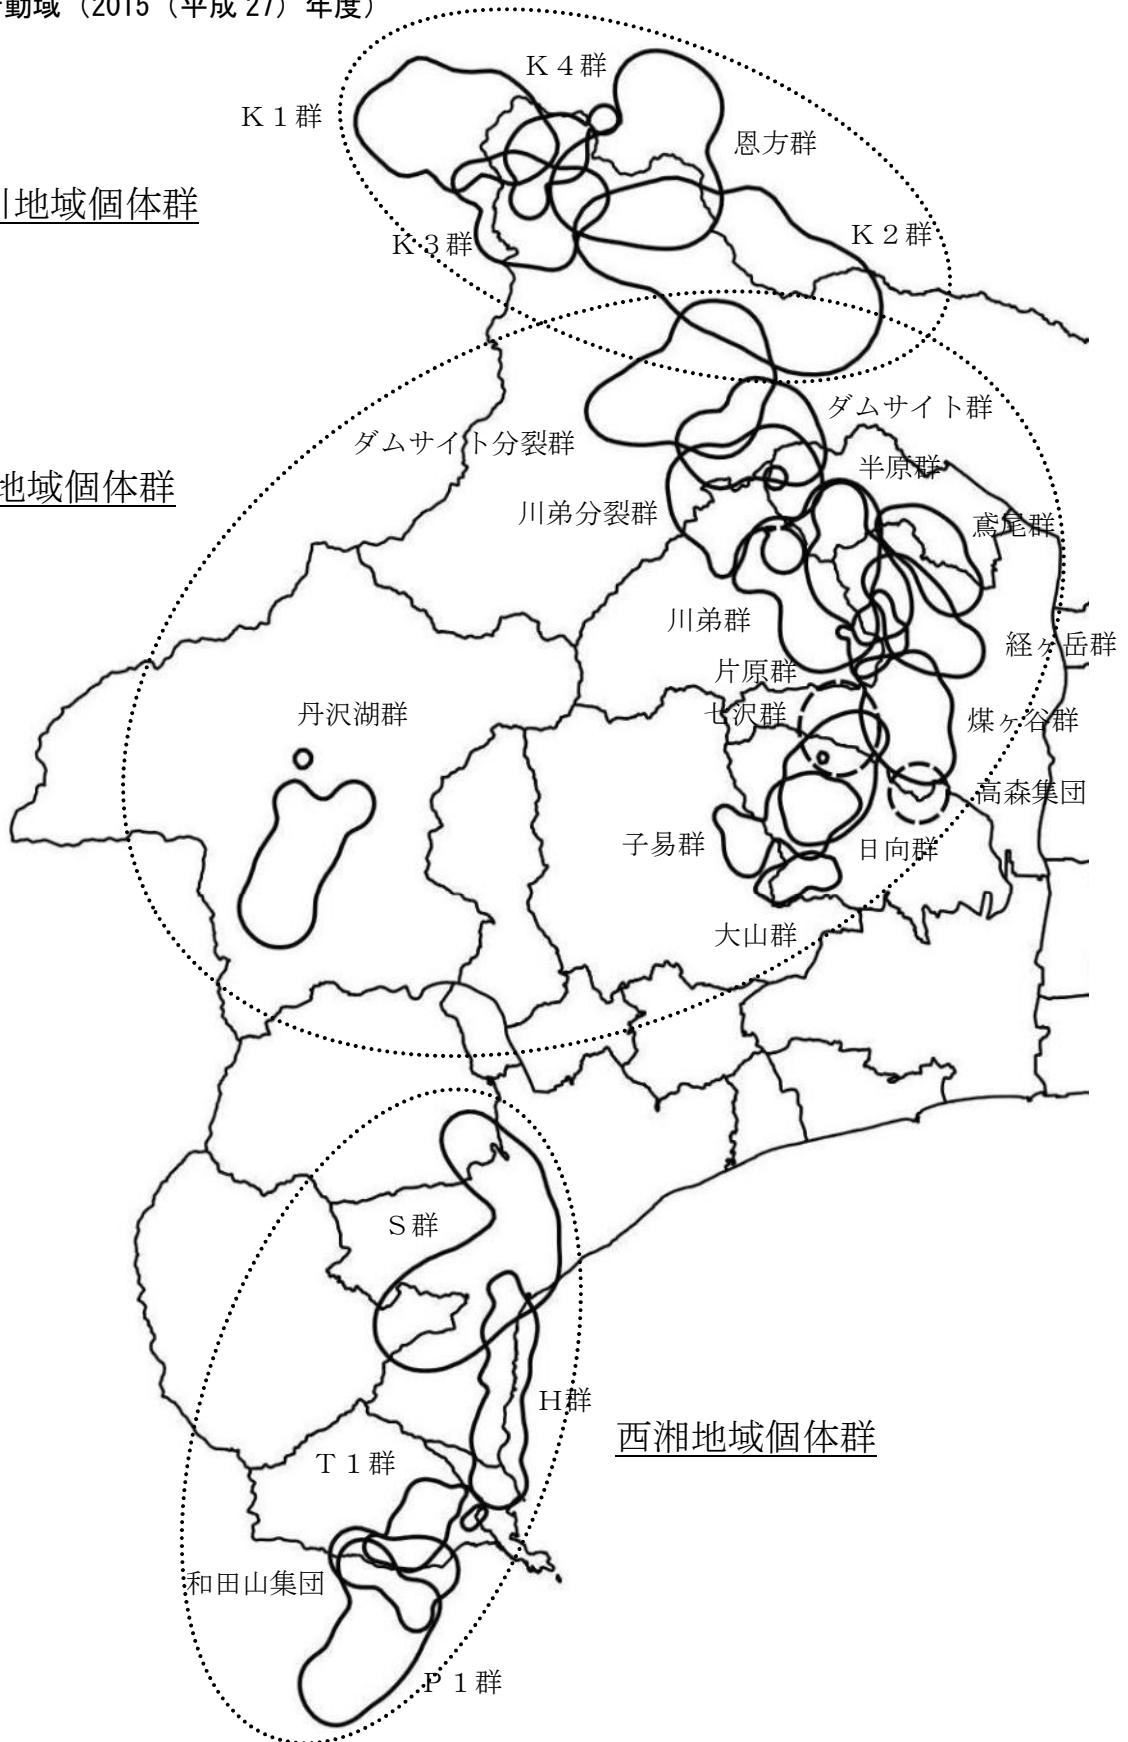 動域（2015（平成27）年度）
Ｋ４群
Ｋ１群
恩方群
川地域個体群
Ｋ３群
Ｋ２群
ダムサイト群
ダムサイト分裂群
半原群
地域個体群
川弟分裂群
鳶尾群
川弟群
経ヶ岳群
片原群
丹沢湖群
七沢群
煤ヶ谷群
高森集団
子易群
日向群
大山群
Ｓ群
Ｈ群
西湘地域個体群
Ｔ１群
和田山集団
Ｐ１群